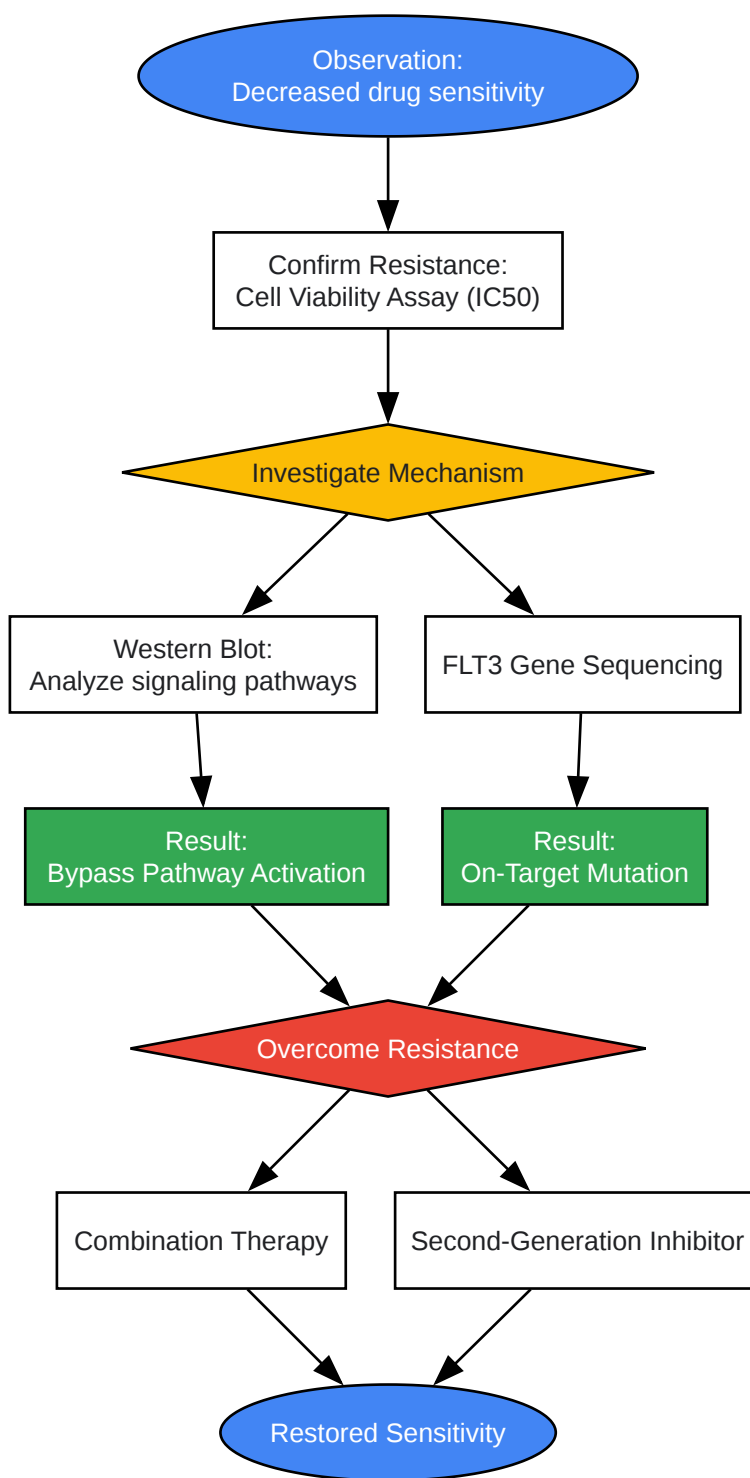 Observation:
Decreased drug sensitivity
Confirm Resistance:
Cell Viability Assay (IC50)
Investigate Mechanism
Western Blot:
Analyze signaling pathways
FLT3 Gene Sequencing
Result:
Bypass Pathway Activation
Result:
On-Target Mutation
Overcome Resistance
Combination Therapy
Second-Generation Inhibitor
Restored Sensitivity